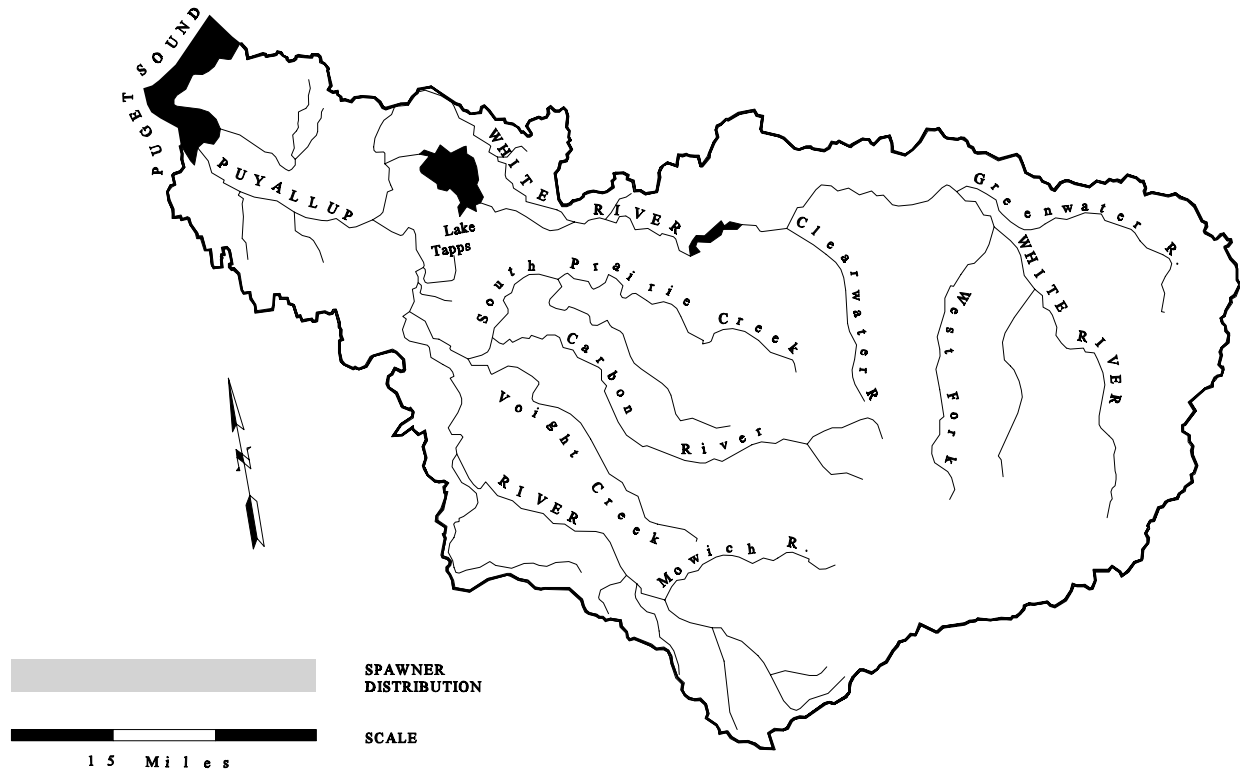 PUGET SOUND
PUYALLUP
WHITE
RIVER
Lake
Tapps
Greenwater R.
Clearwater R
WHITE RIVER
West Fork
South Prairie Creek
Carbon
River
Voight
Creek
RIVER
Mowich R.
N
SPAWNER
DISTRIBUTION
SCALE
15 Miles